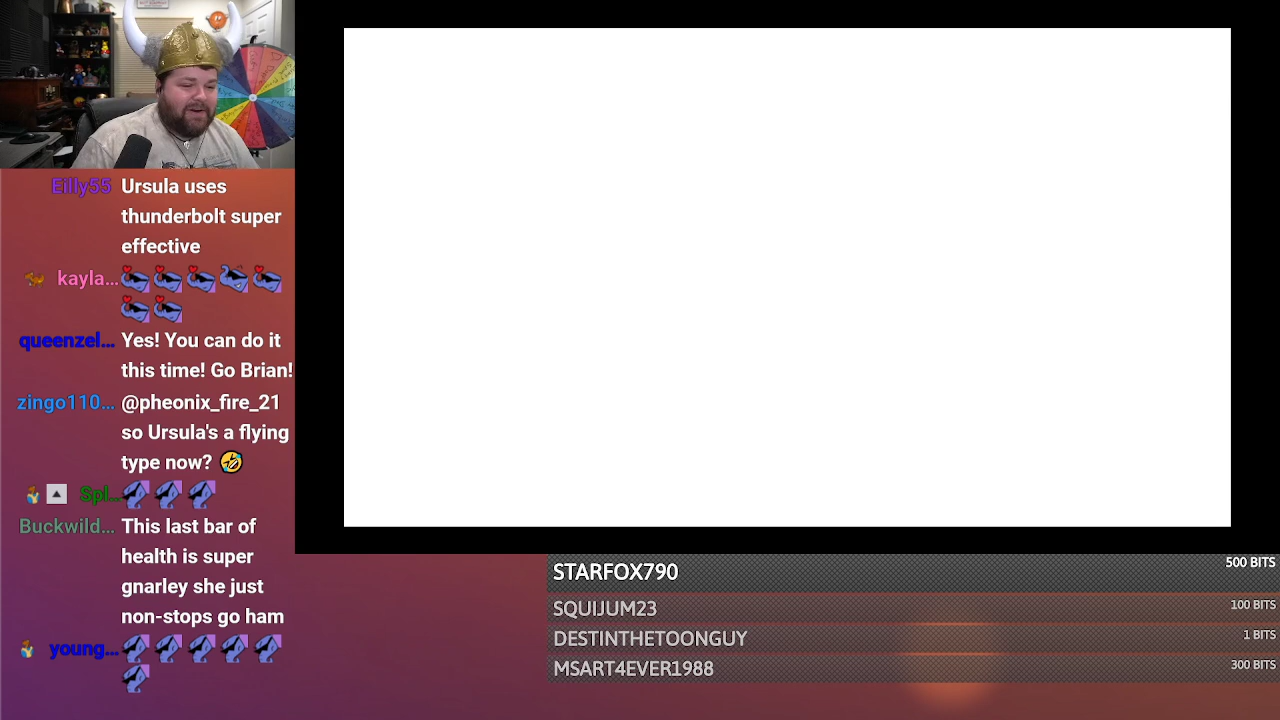 Eilly55 Ursula uses
thunderbolt super
effective
kayla...
queenzel... Yes! You can do it
this time! Go Brian!
zingo110... @pheonix_fire_21
so Ursula's a flying
type now? 🤣
Spl...
Buckwild... This last bar of
health is super
gnarley she just
non-stops go ham
young...
STARFOX790 500 BITS
SQUIJUM23 100 BITS
DESTINTHETOONGUY 1 BITS
MSART4EVER1988 300 BITS